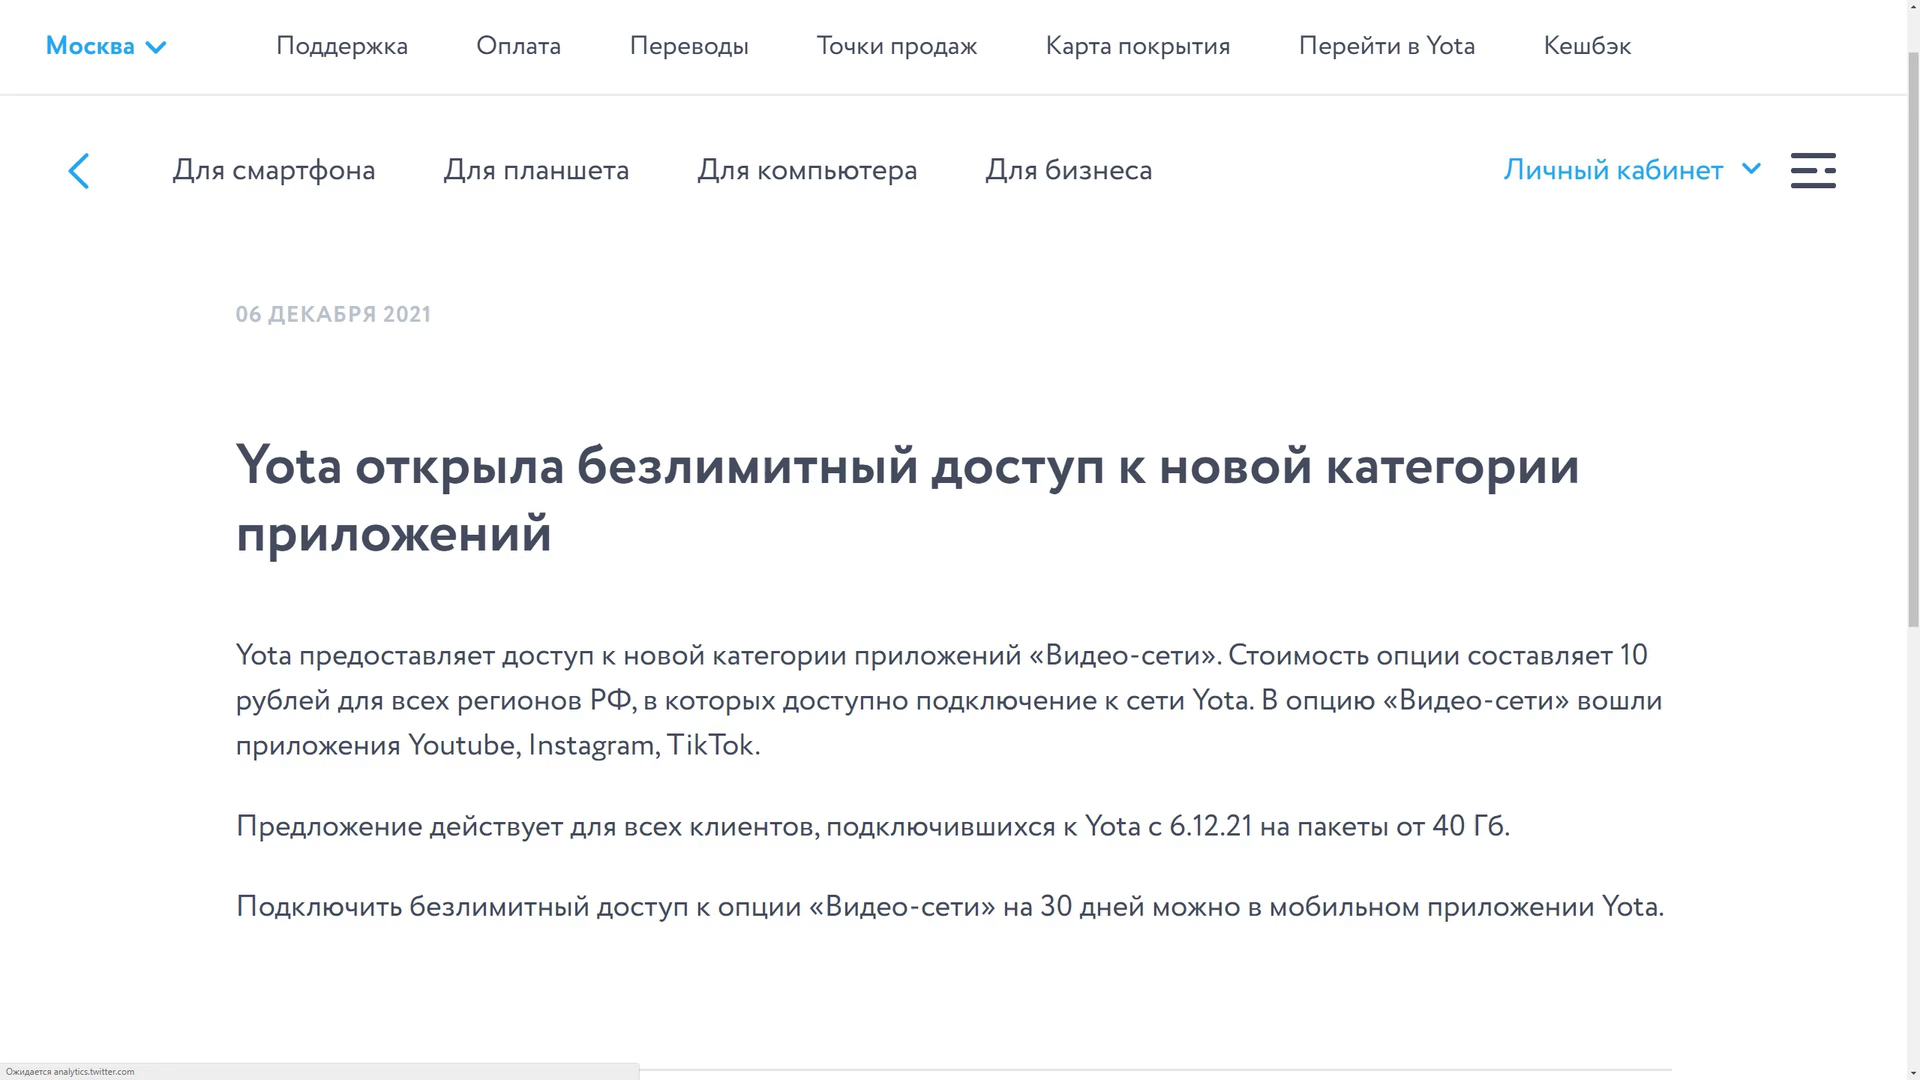 Москва
Поддержка
Оплата
Переводы
Точки продаж
Карта покрытия
Перейти в Yota
Кешбэк
Для смартфона
Для планшета
Для компьютера
Для бизнеса
Личный кабинет
06 ДЕКАБРЯ 2021
Yota открыла безлимитный доступ к новой категории
приложений
Yota предоставляет доступ к новой категории приложений «Видео-сети». Стоимость опции составляет 10
рублей для всех регионов РФ, в которых доступно подключение к сети Yota. В опцию «Видео-сети» вошли
приложения Youtube, Instagram, TikTok.
Предложение действует для всех клиентов, подключившихся к Yota с 6.12.21 на пакеты от 40 Гб.
Подключить безлимитный доступ к опции «Видео-сети» на 30 дней можно в мобильном приложении Yota.
Ожидается analytics.twitter.com